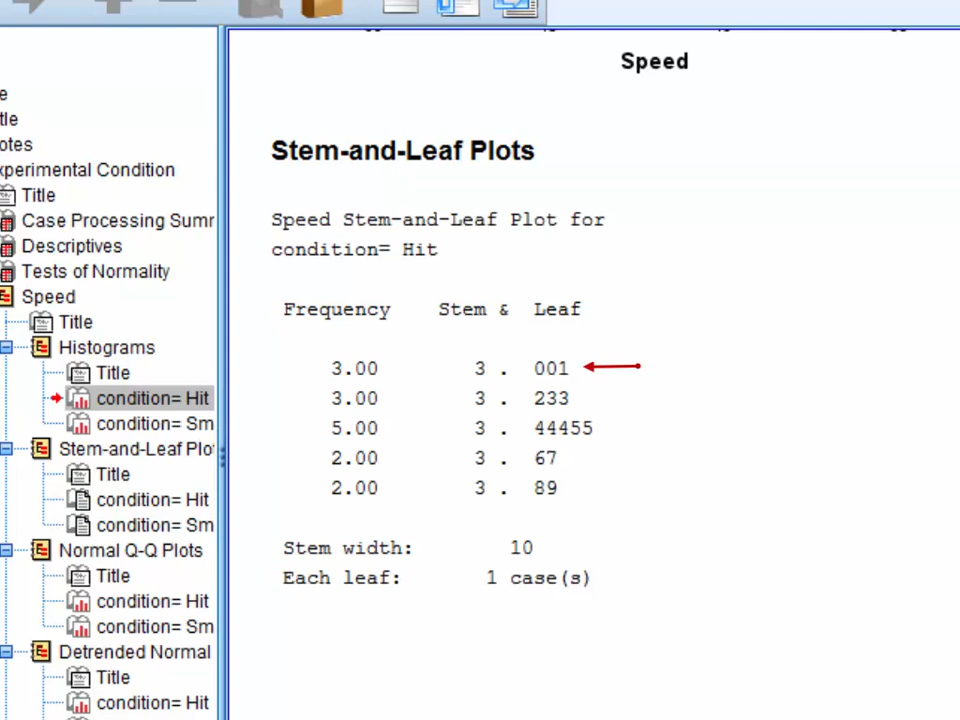 e
tle
otes
xperimental Condition
Title
Case Processing Summ
Descriptives
Tests of Normality
Speed
Title
Histograms
Title
condition= Hit
condition= Sm
Stem-and-Leaf Plo
Title
condition= Hit
condition= Sm
Normal Q-Q Plots
Title
condition= Hit
condition= Sm
Detrended Normal
Title
condition= Hit
Speed
Stem-and-Leaf Plots
Speed Stem-and-Leaf Plot for
condition= Hit
Frequency Stem & Leaf
3.00 3 . 001
3.00 3 . 233
5.00 3 . 44455
2.00 3 . 67
2.00 3 . 89
Stem width: 10
Each leaf: 1 case(s)